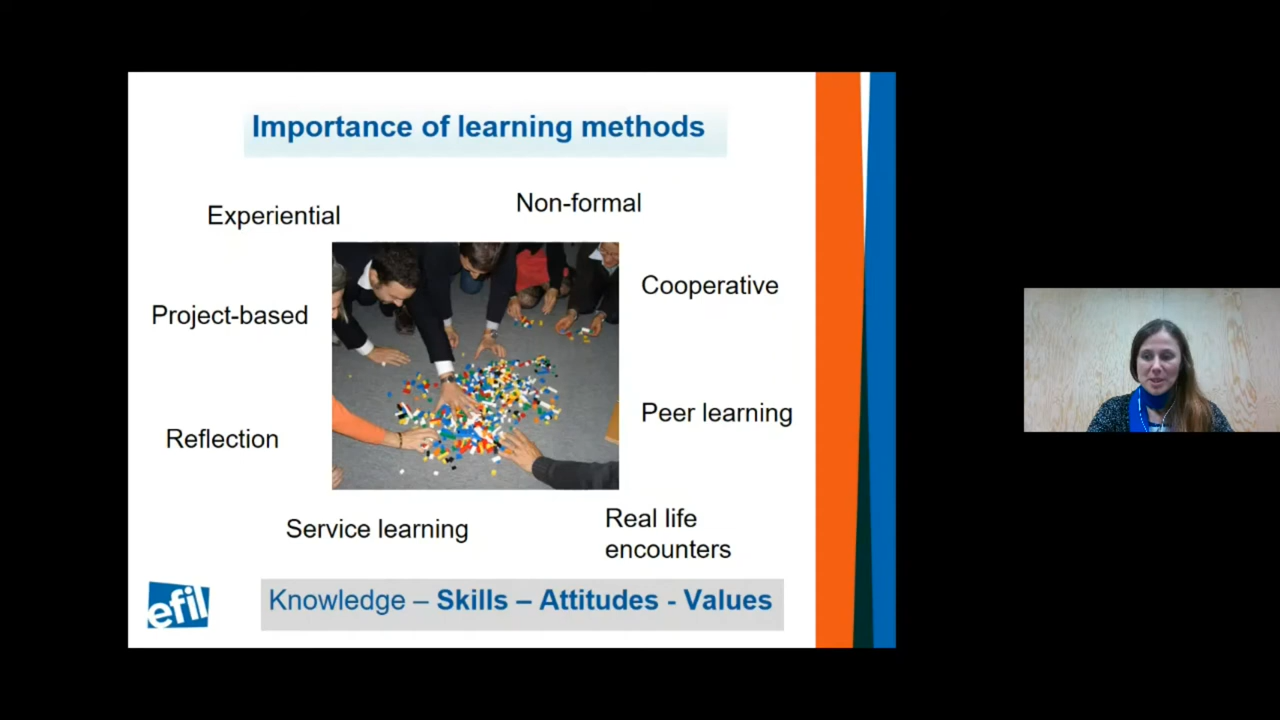 Importance of learning methods
Experiential
Non-formal
Cooperative
Project-based
Peer learning
Reflection
Service learning
Real life
encounters
efil
Knowledge – Skills – Attitudes - Values